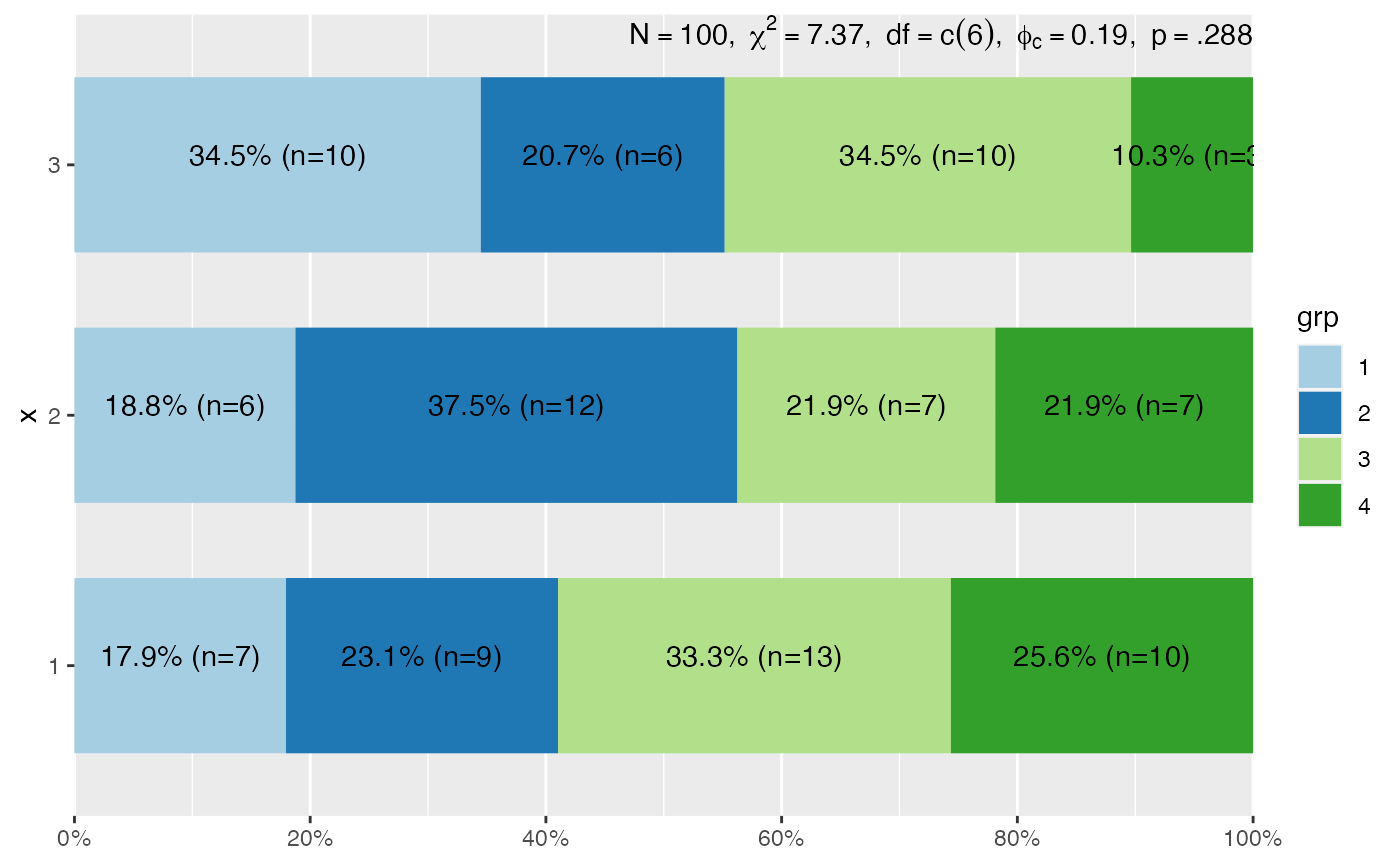 N = 100, χ² = 7.37, df = c(6), ϕc = 0.19, p = .288
3
34.5% (n=10) 20.7% (n=6) 34.5% (n=10) 10.3% (n=3
x
2
18.8% (n=6) 37.5% (n=12) 21.9% (n=7) 21.9% (n=7)
1
17.9% (n=7) 23.1% (n=9) 33.3% (n=13) 25.6% (n=10)
0% 20% 40% 60% 80% 100%
grp
1
2
3
4